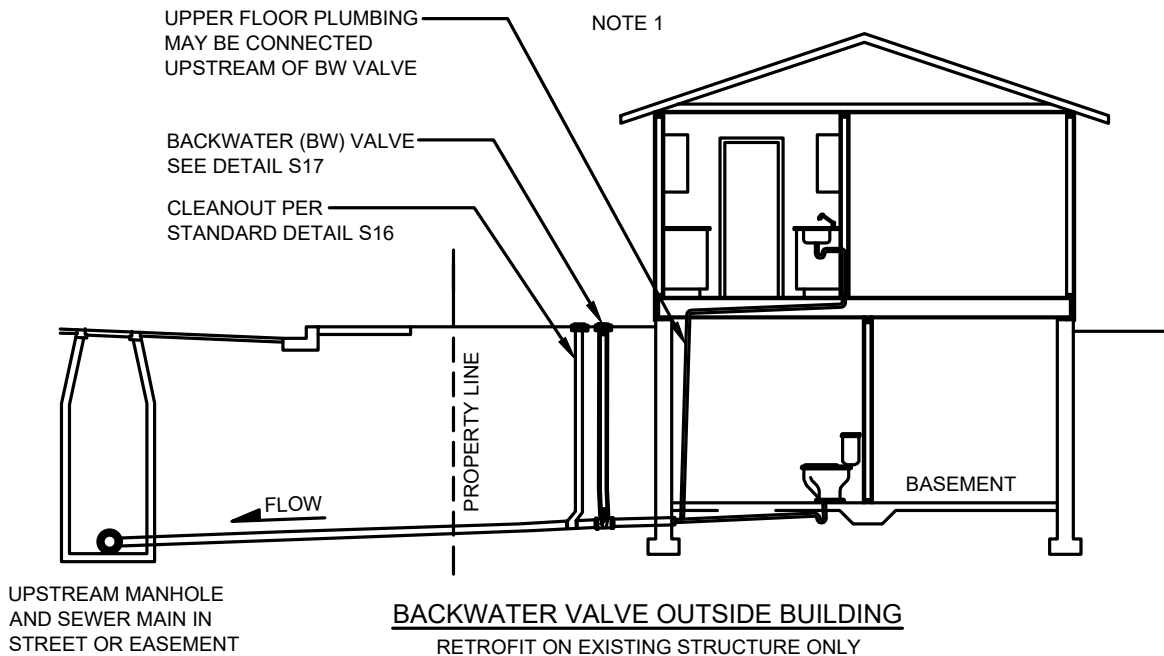 UPPER FLOOR PLUMBING
MAY BE CONNECTED
UPSTREAM OF BW VALVE
NOTE 1
BACKWATER (BW) VALVE
SEE DETAIL S17
CLEANOUT PER
STANDARD DETAIL S16
PROPERTY LINE
FLOW
BASEMENT
UPSTREAM MANHOLE
AND SEWER MAIN IN
STREET OR EASEMENT
BACKWATER VALVE OUTSIDE BUILDING
RETROFIT ON EXISTING STRUCTURE ONLY